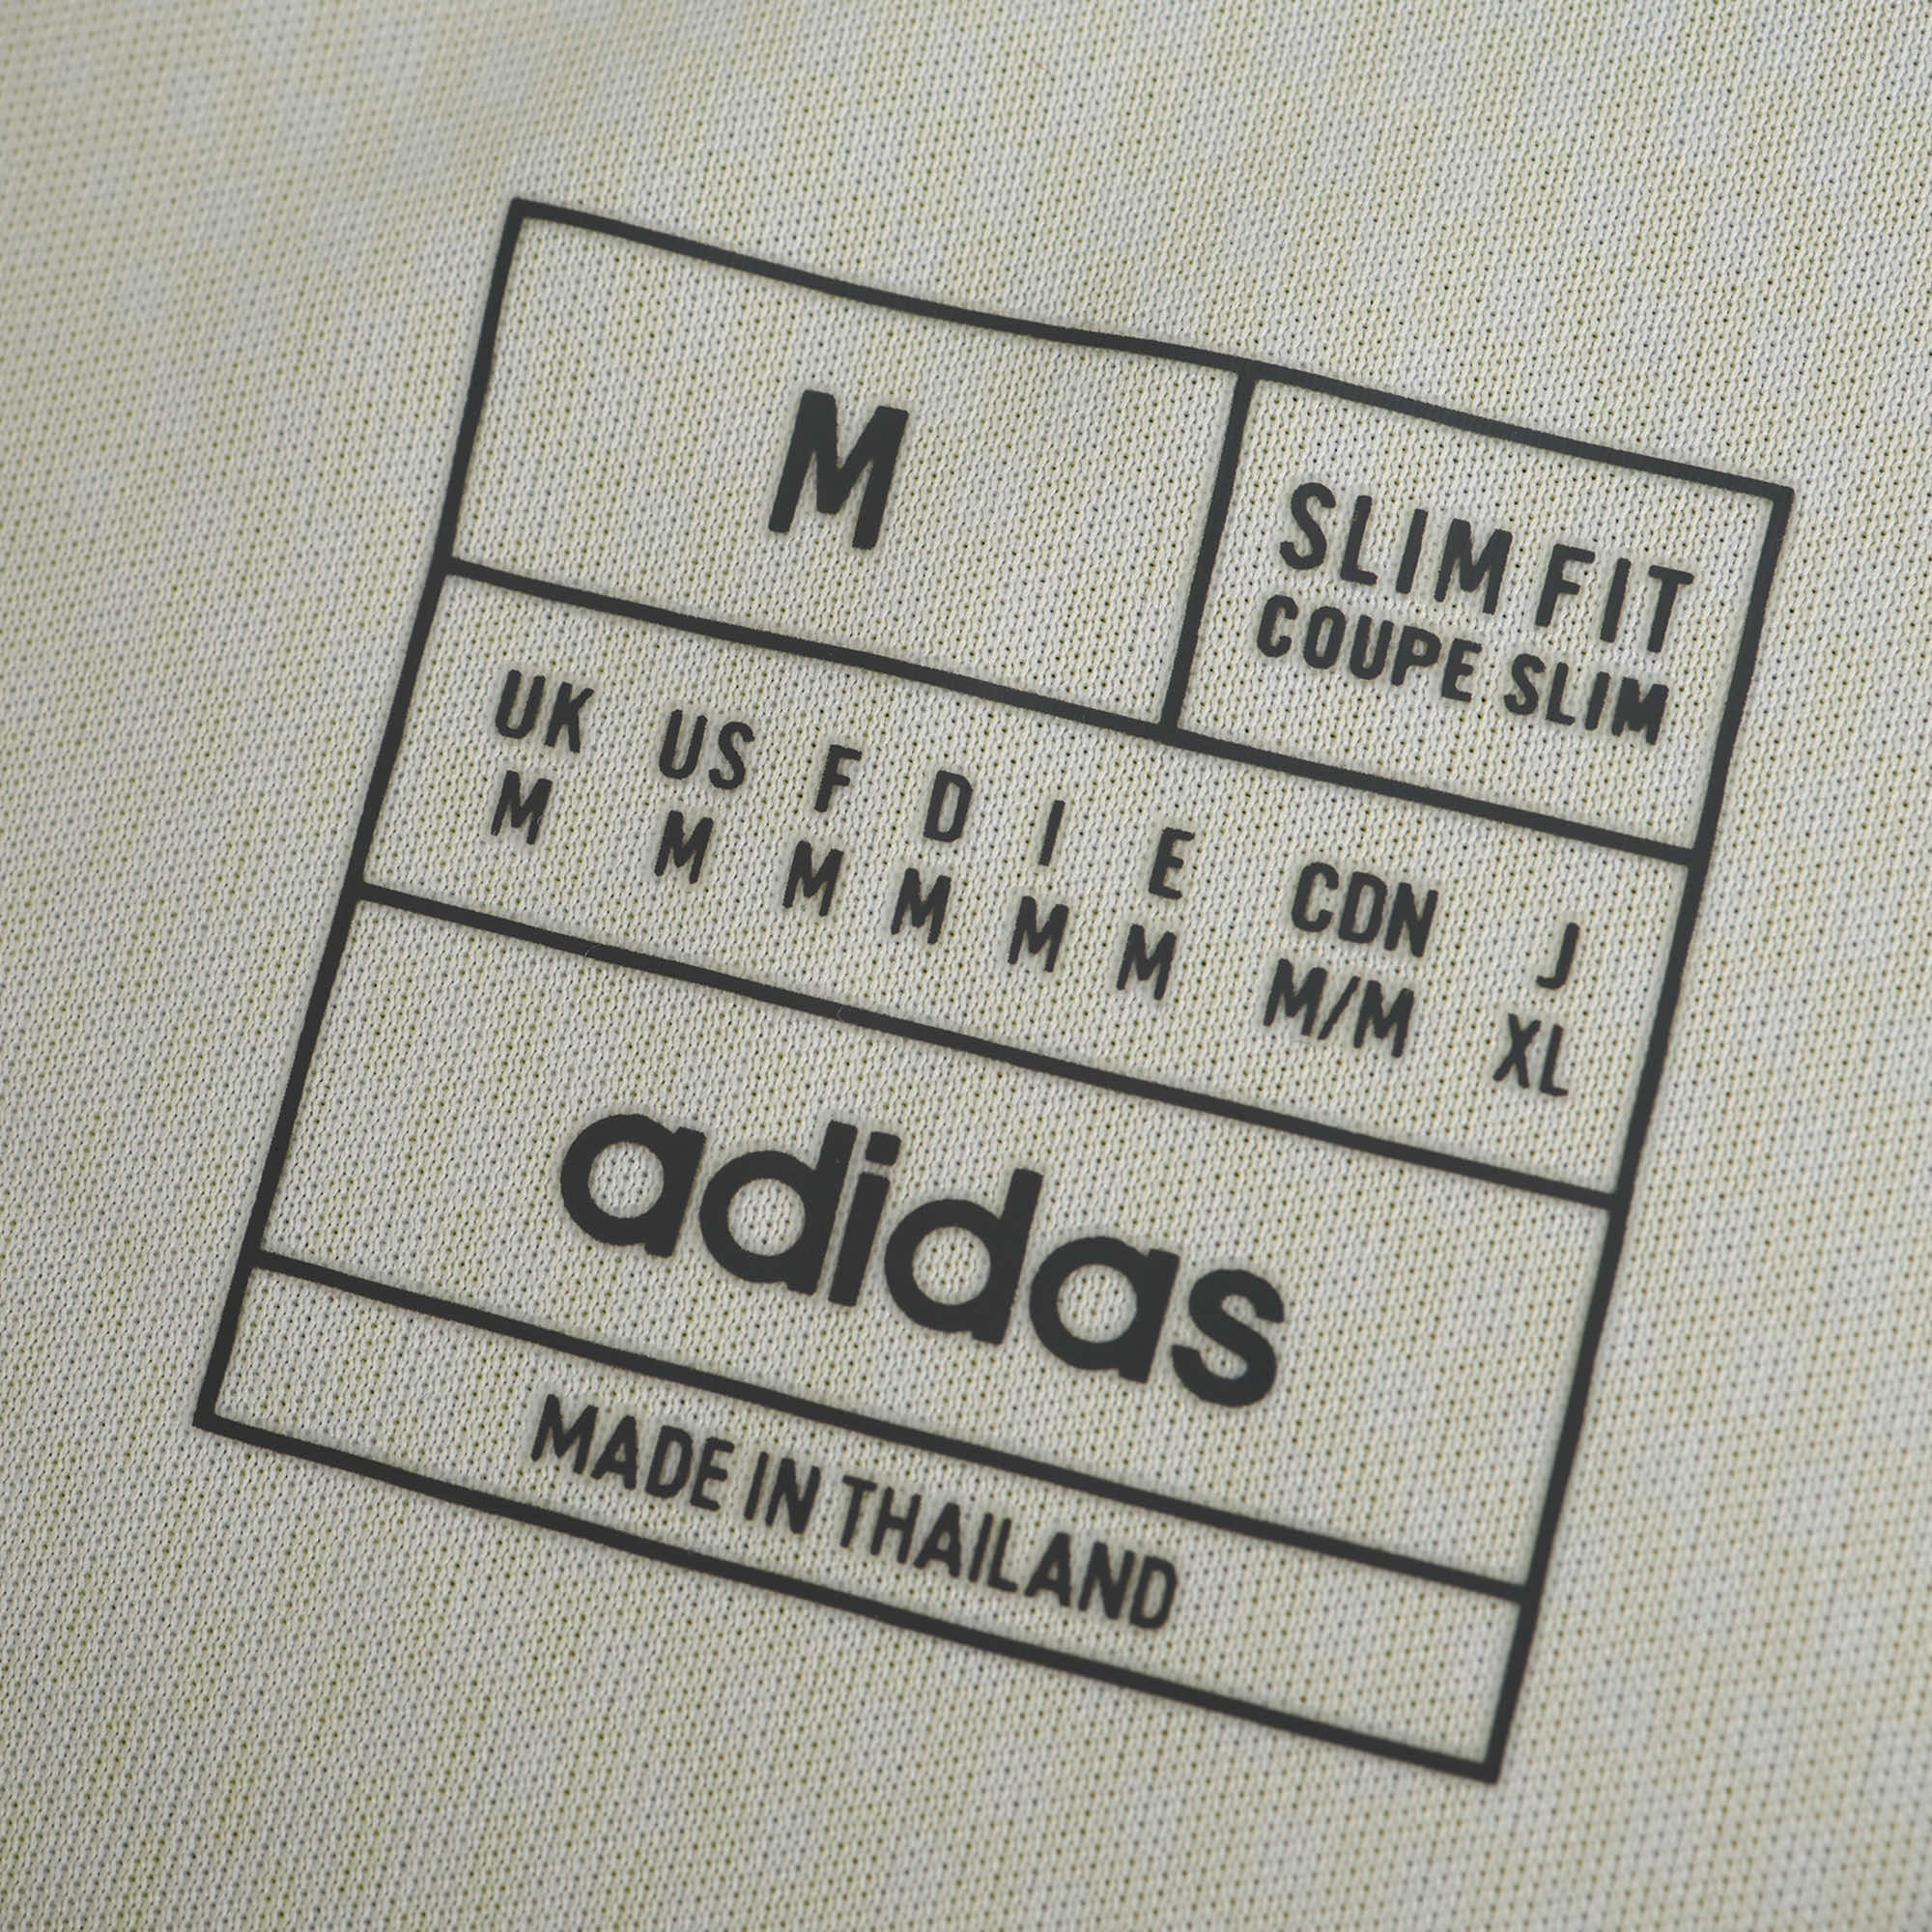 M
SLIM FIT
COUPE SLIM
UK US F D I E CDN J
M M M M M M M/M XL
adidas
MADE IN THAILAND